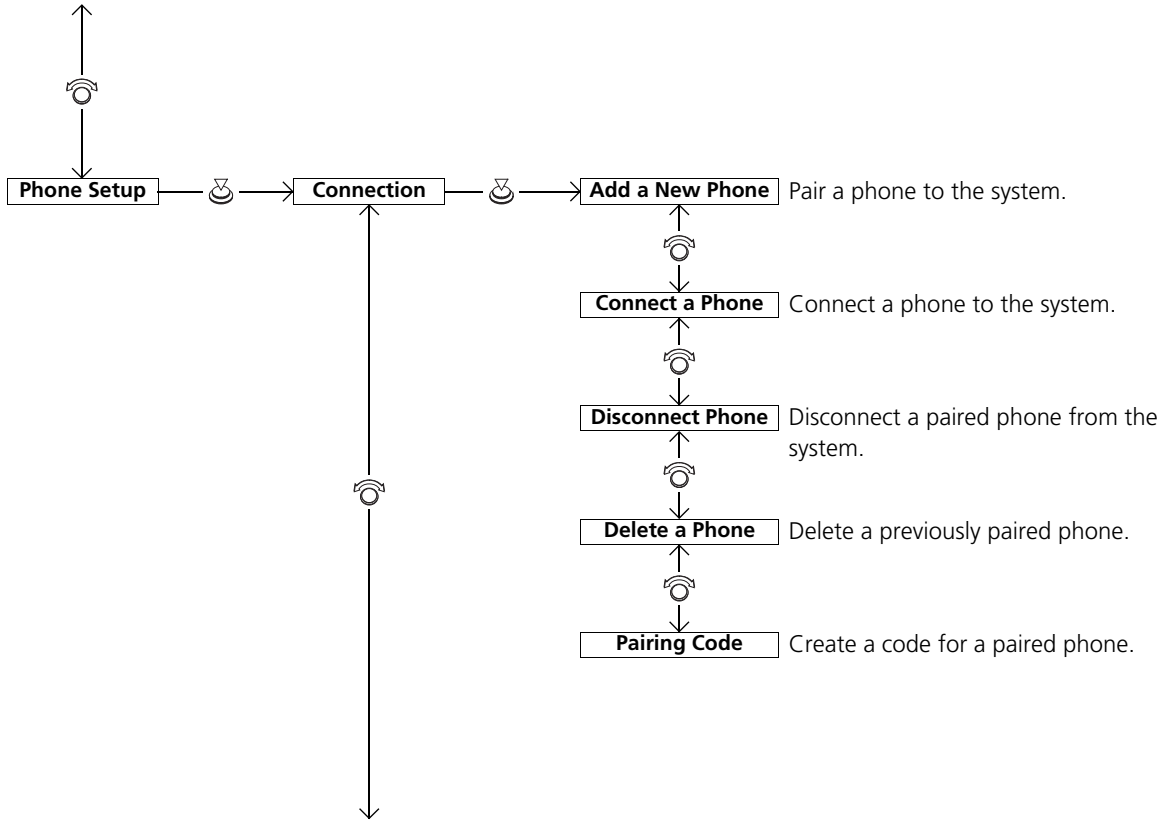 Phone Setup
Connection
Add a New Phone
Pair a phone to the system.
Connect a Phone
Connect a phone to the system.
Disconnect Phone
Disconnect a paired phone from the
system.
Delete a Phone
Delete a previously paired phone.
Pairing Code
Create a code for a paired phone.